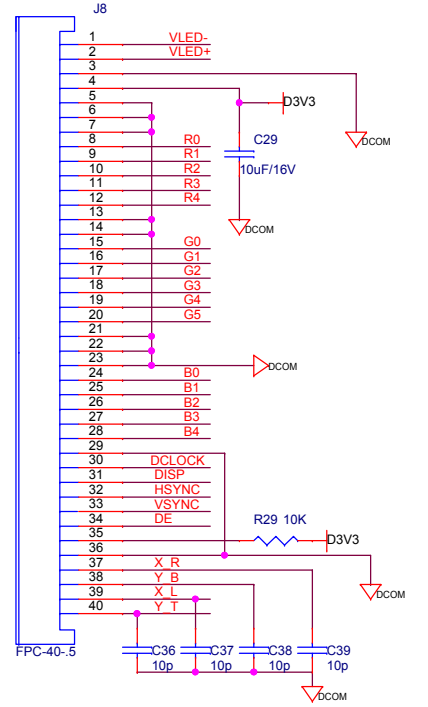 J8
1 VLED-
2 VLED+
3
4
5 D3V3
6
7
8 R0 C29
9 R1
10 R2 10uF/16V
11 R3
12 R4
13
14
15 G0
16 G1
17 G2
18 G3
19 G4
20 G5
21
22
23
24 B0
25 B1
26 B2
27 B3
28 B4
29
30 DCLOCK
31 DISP
32 HSYNC
33 VSYNC
34 DE R29 10K
35 D3V3
36
37 X_R
38 Y_B
39 X_L
40 Y_T
DCOM
DCOM
DCOM
DCOM
FPC-40-.5
C36 C37 C38 C39
10p 10p 10p 10p
DCOM